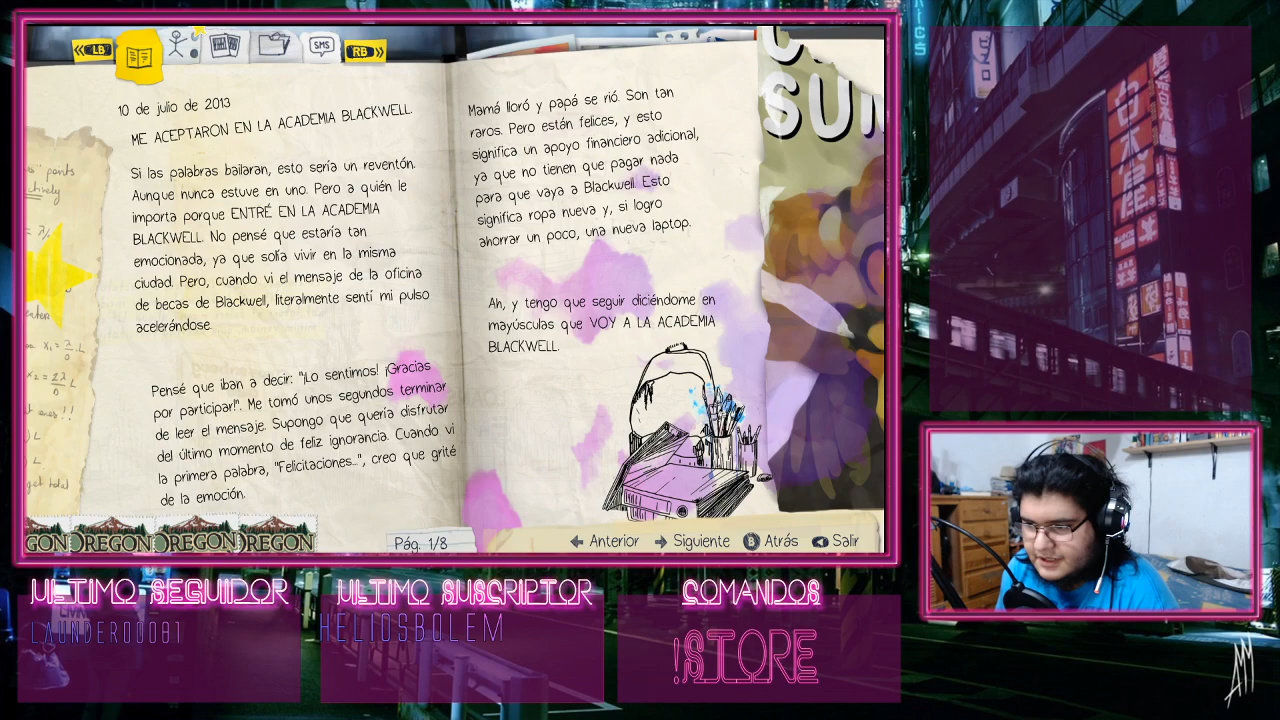 LB
SMS
RB
10 de julio de 2013
ME ACEPTARON EN LA ACADEMIA BLACKWELL.
Si las palabras bailaran, esto sería un reventón.
Aunque nunca estuve en uno. Pero a quién le
importa porque ENTRÉ EN LA ACADEMIA
BLACKWELL. No pensé que estaría tan
emocionada, ya que solía vivir en la misma
ciudad. Pero, cuando vi el mensaje de la oficina
de becas de Blackwell, literalmente sentí mi pulso
acelerándose.
Pensé que iban a decir: "¡Lo sentimos! ¡Gracias
por participar!". Me tomó unos segundos terminar
de leer el mensaje. Supongo que quería disfrutar
del último momento de feliz ignorancia. Cuando vi
la primera palabra, "Felicitaciones...", creo que grité
de la emoción.
Mamá lloró y papá se rió. Son tan
raros. Pero están felices, y esto
significa un apoyo financiero adicional,
ya que no tienen que pagar nada
para que vaya a Blackwell. Esto
significa ropa nueva y, si logro
ahorrar un poco, una nueva laptop.
Ah, y tengo que seguir diciéndome en
mayúsculas que VOY A LA ACADEMIA
BLACKWELL.
SUM
GON OREGON OREGON OREGON
Pág. 1/8
Anterior
Siguiente
B Atrás
Salir
ULTIMO SEGUIDOR
LAUNDER00081
ULTIMO SUSCRIPTOR
HELIOSBOLEM
COMANDOS
!STORE